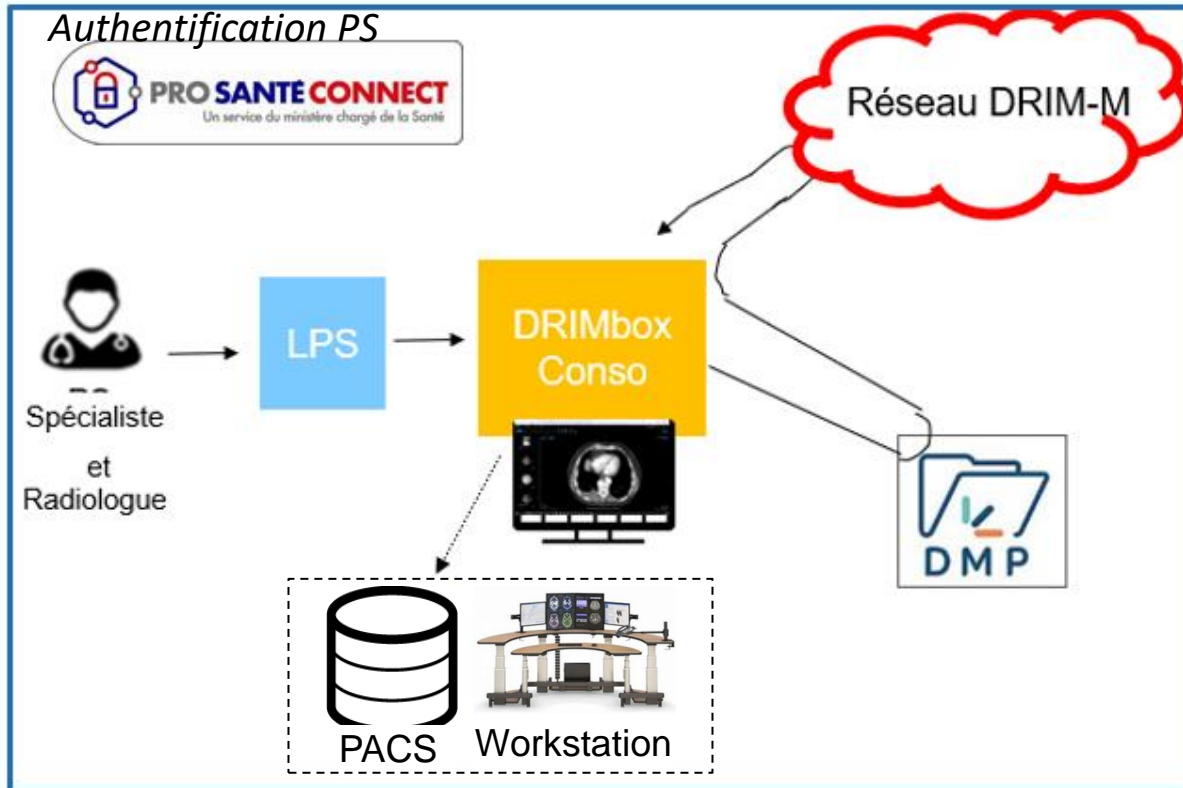 Authentification PS
PRO SANTÉ CONNECT
Un service du ministère chargé de la Santé
Réseau DRIM-M
LPS
DRIMbox
Conso
Spécialiste
et
Radiologue
DMP
PACS
Workstation